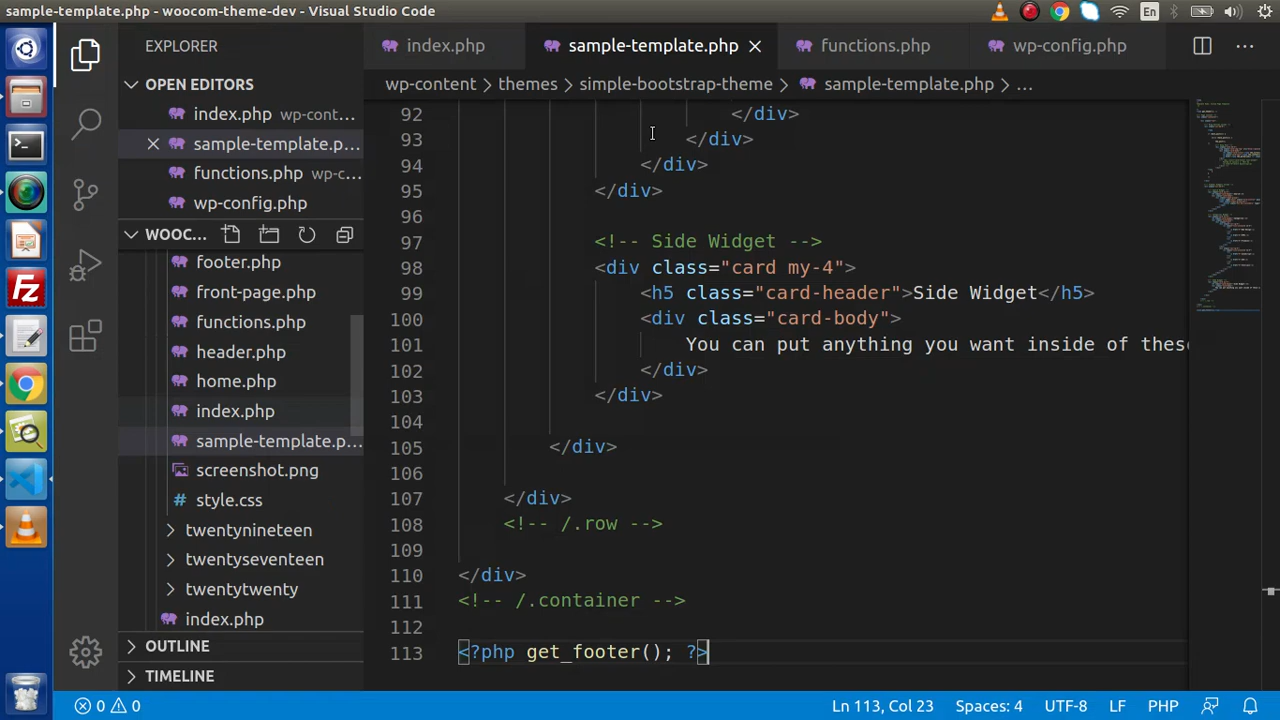 sample-template.php - woocom-theme-dev - Visual Studio Code
En
EXPLORER
index.php
sample-template.php
functions.php
wp-config.php
OPEN EDITORS
wp-content > themes > simple-bootstrap-theme > sample-template.php > ...
index.php wp-cont...
sample-template.p...
functions.php wp-c...
wp-config.php
WOOC...
footer.php
front-page.php
functions.php
header.php
home.php
index.php
sample-template.p...
screenshot.png
# style.css
twentynineteen
twentyseventeen
twentytwenty
index.php
OUTLINE
TIMELINE
92 </div>
93 </div>
94 </div>
95 </div>
96
97 <!-- Side Widget -->
98 <div class="card my-4">
99 <h5 class="card-header">Side Widget</h5>
100 <div class="card-body">
101 You can put anything you want inside of these
102 </div>
103 </div>
104
105 </div>
106
107 </div>
108 <!-- /.row -->
109
110 </div>
111 <!-- /.container -->
112
113 <?php get_footer(); ?>
0 0
Ln 113, Col 23
Spaces: 4
UTF-8
LF
PHP